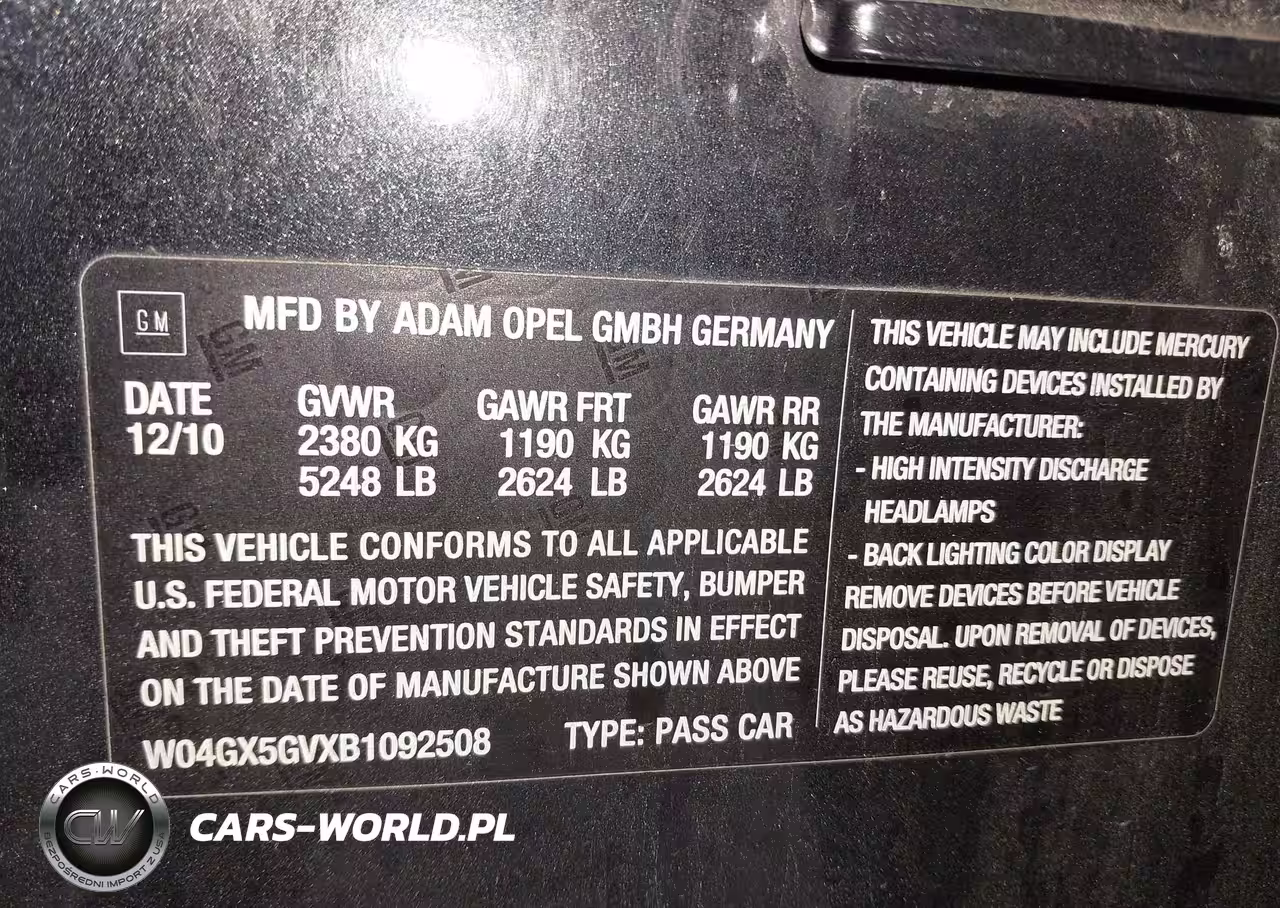 GM
MFD BY ADAM OPEL GMBH GERMANY
DATE GVWR GAWR FRT GAWR RR
12/10 2380 KG 1190 KG 1190 KG
5248 LB 2624 LB 2624 LB
THIS VEHICLE CONFORMS TO ALL APPLICABLE
U.S. FEDERAL MOTOR VEHICLE SAFETY, BUMPER
AND THEFT PREVENTION STANDARDS IN EFFECT
ON THE DATE OF MANUFACTURE SHOWN ABOVE
W04GX5GVXB1092508 TYPE: PASS CAR
THIS VEHICLE MAY INCLUDE MERCURY
CONTAINING DEVICES INSTALLED BY
THE MANUFACTURER:
- HIGH INTENSITY DISCHARGE
HEADLAMPS
- BACK LIGHTING COLOR DISPLAY
REMOVE DEVICES BEFORE VEHICLE
DISPOSAL. UPON REMOVAL OF DEVICES,
PLEASE REUSE, RECYCLE OR DISPOSE
AS HAZARDOUS WASTE
CARS-WORLD
CW
BEZPOŚREDNI IMPORT Z USA
CARS-WORLD.PL